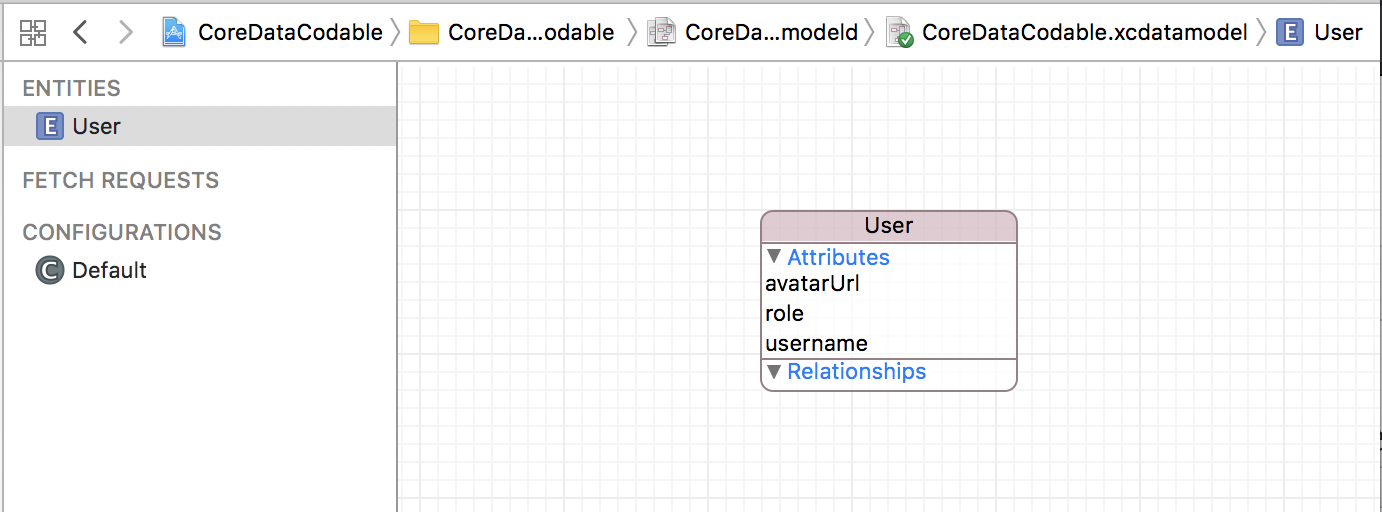 CoreDataCodable CoreDa...odable CoreDa...modeld CoreDataCodable.xcdatamodel E User
ENTITIES
E User
FETCH REQUESTS
CONFIGURATIONS
C Default
User
Attributes
avatarUrl
role
username
Relationships